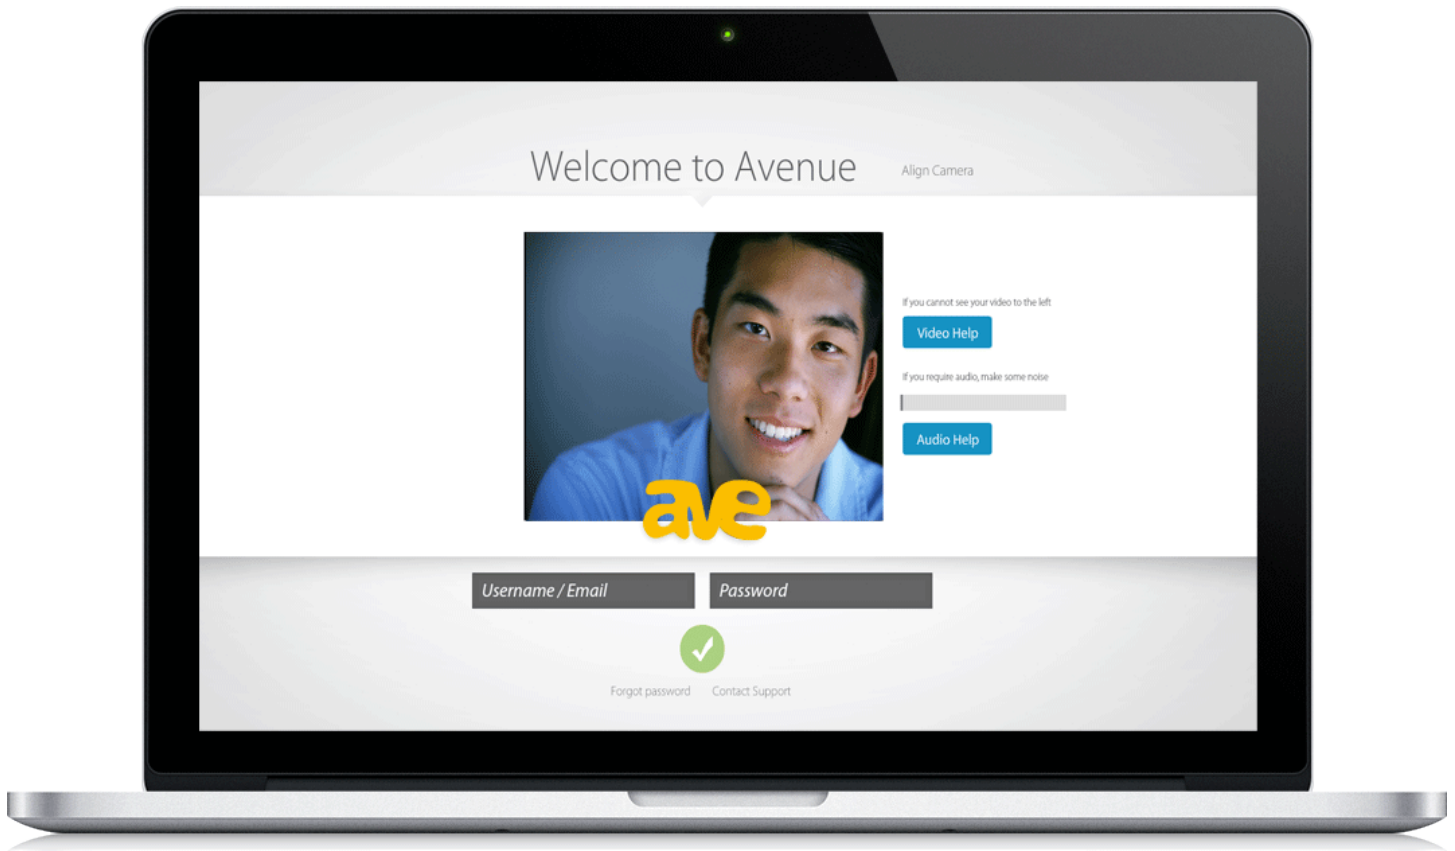 Welcome to Avenue
Align Camera
If you cannot see your video to the left
Video Help
If you require audio, make some noise
Audio Help
ave
Username / Email
Password
Forgot password
Contact Support